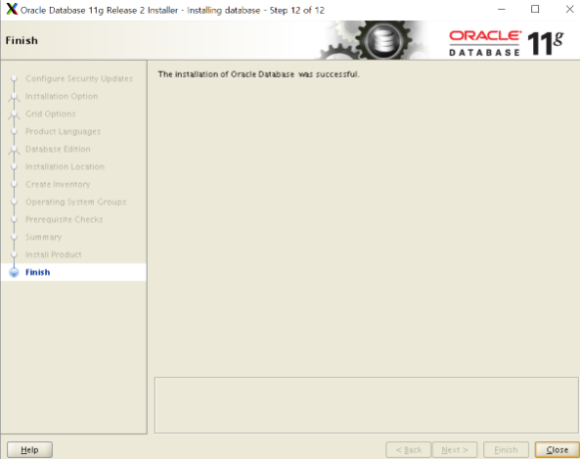 Oracle Database 11g Release 2 Installer - Installing database - Step 12 of 12
Finish
ORACLE
DATABASE 11g
Configure Security Updates
Installation Option
Grid Options
Product Languages
Database Edition
Installation Location
Create Inventory
Operating System Groups
Prerequisite Checks
Summary
Install Product
Finish
The installation of Oracle Database was successful.
Help
< Back
Next >
Finish
Close